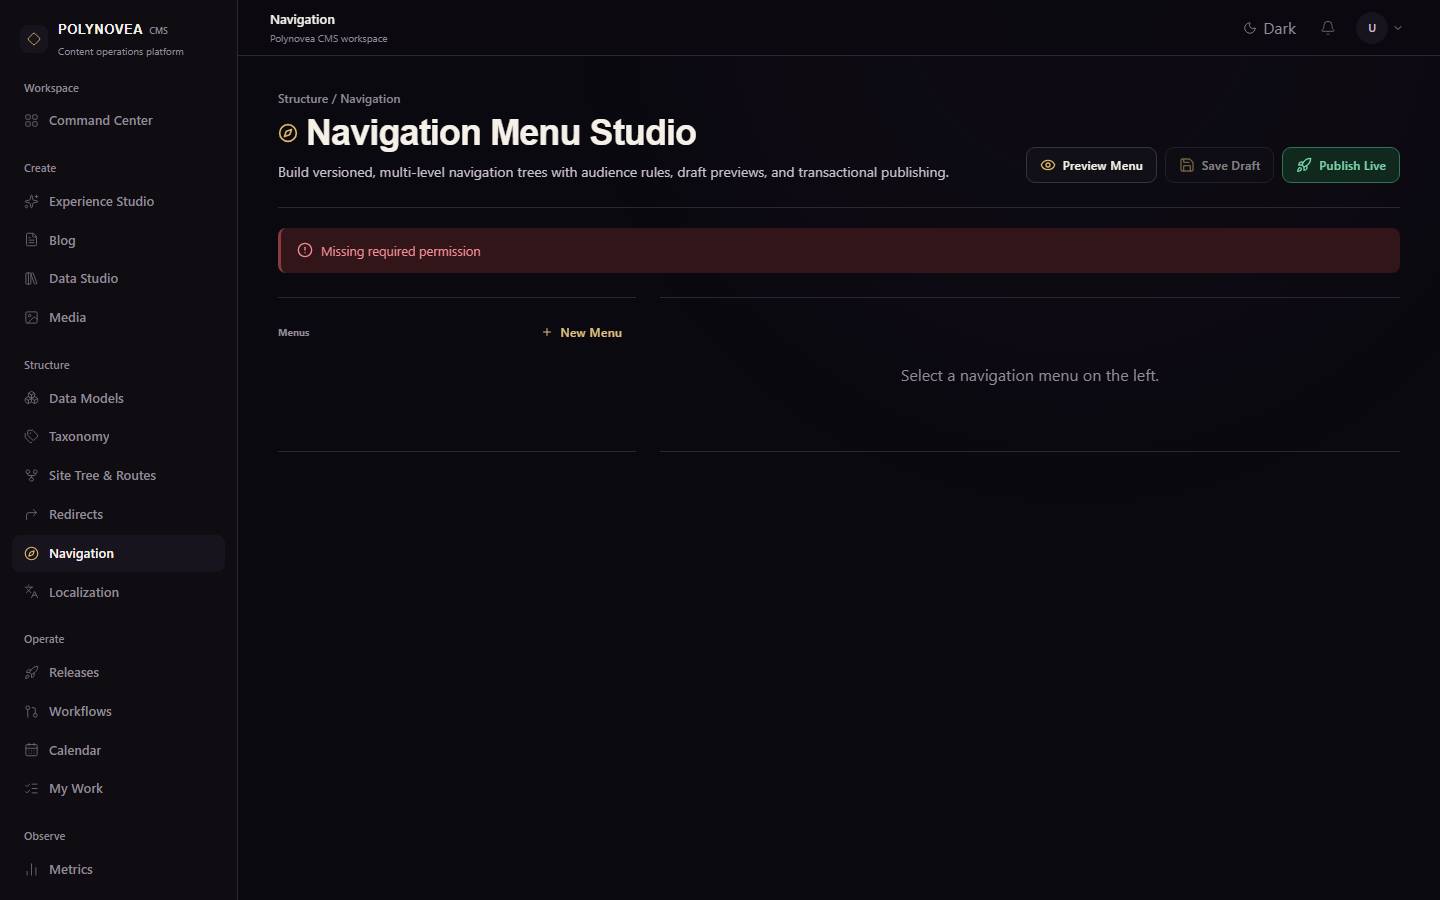 POLYNOVEA CMS
Content operations platform
Workspace
Command Center
Create
Experience Studio
Blog
Data Studio
Media
Structure
Data Models
Taxonomy
Site Tree & Routes
Redirects
Navigation
Localization
Operate
Releases
Workflows
Calendar
My Work
Observe
Metrics
Navigation
Polynovea CMS workspace
Dark
U
Structure / Navigation
Navigation Menu Studio
Build versioned, multi-level navigation trees with audience rules, draft previews, and transactional publishing.
Preview Menu
Save Draft
Publish Live
Missing required permission
Menus
New Menu
Select a navigation menu on the left.